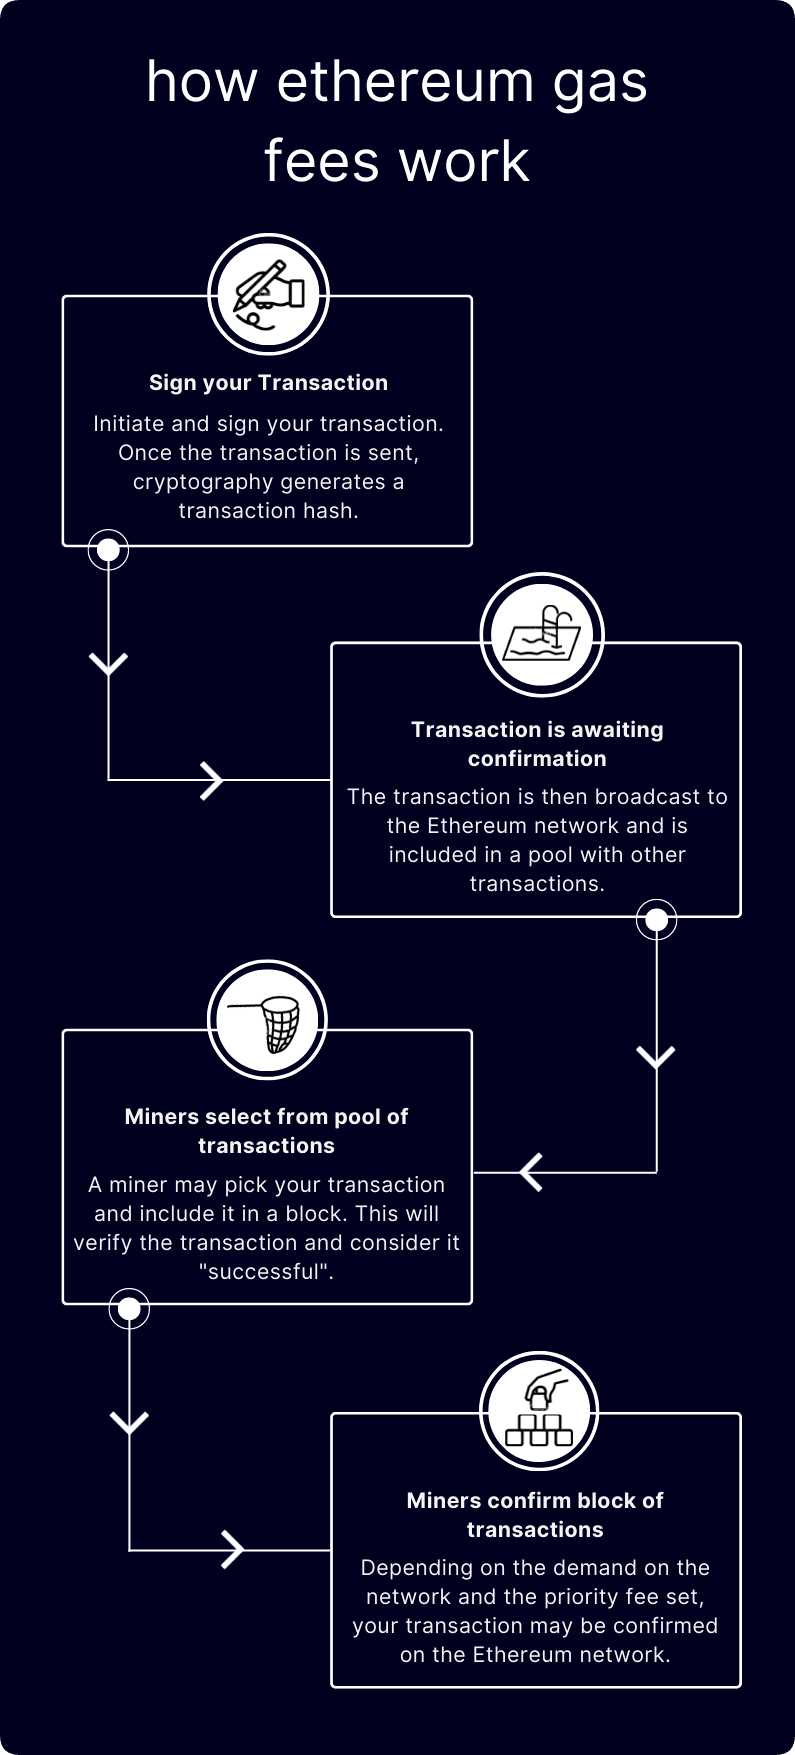 how ethereum gas
fees work
Sign your Transaction
Initiate and sign your transaction.
Once the transaction is sent,
cryptography generates a
transaction hash.
Transaction is awaiting
confirmation
The transaction is then broadcast to
the Ethereum network and is
included in a pool with other
transactions.
Miners select from pool of
transactions
A miner may pick your transaction
and include it in a block. This will
verify the transaction and consider it
"successful".
Miners confirm block of
transactions
Depending on the demand on the
network and the priority fee set,
your transaction may be confirmed
on the Ethereum network.